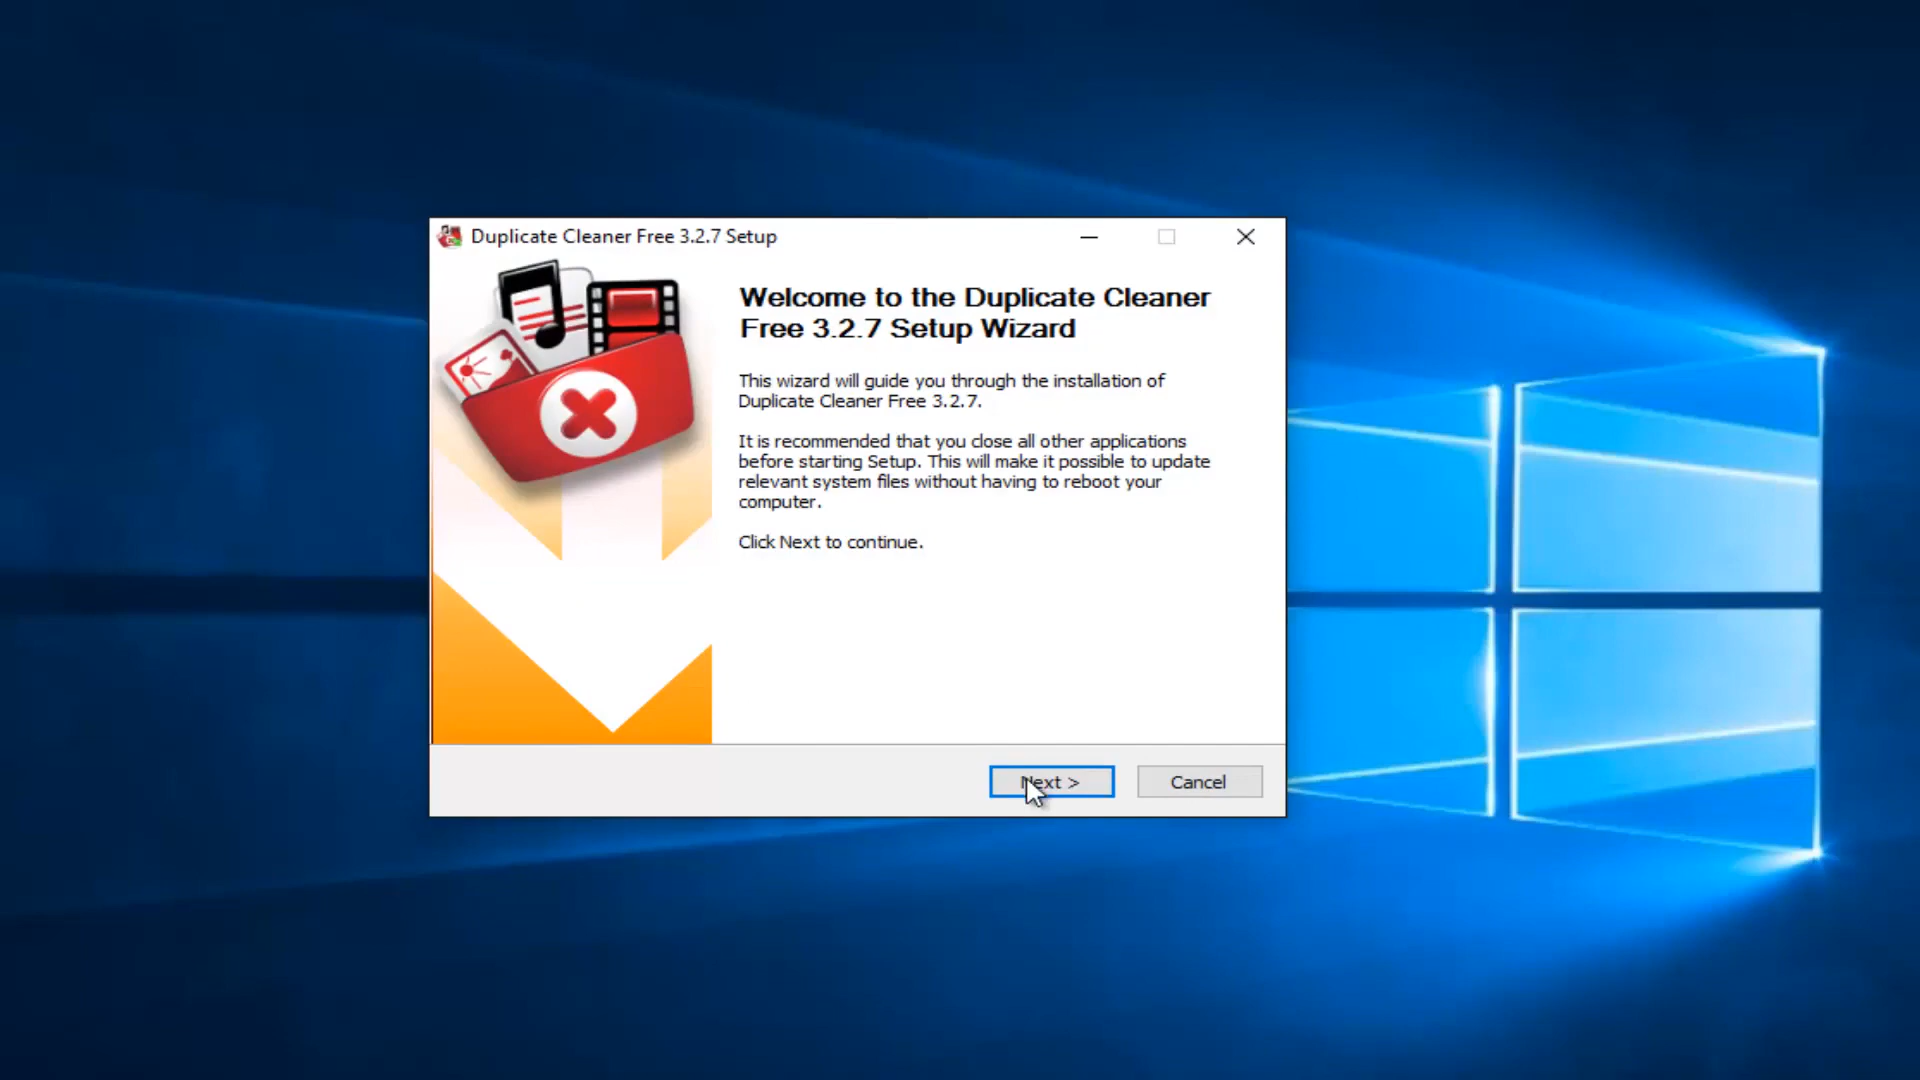 Duplicate Cleaner Free 3.2.7 Setup
Welcome to the Duplicate Cleaner
Free 3.2.7 Setup Wizard
This wizard will guide you through the installation of
Duplicate Cleaner Free 3.2.7.
It is recommended that you close all other applications
before starting Setup. This will make it possible to update
relevant system files without having to reboot your
computer.
Click Next to continue.
Next >
Cancel